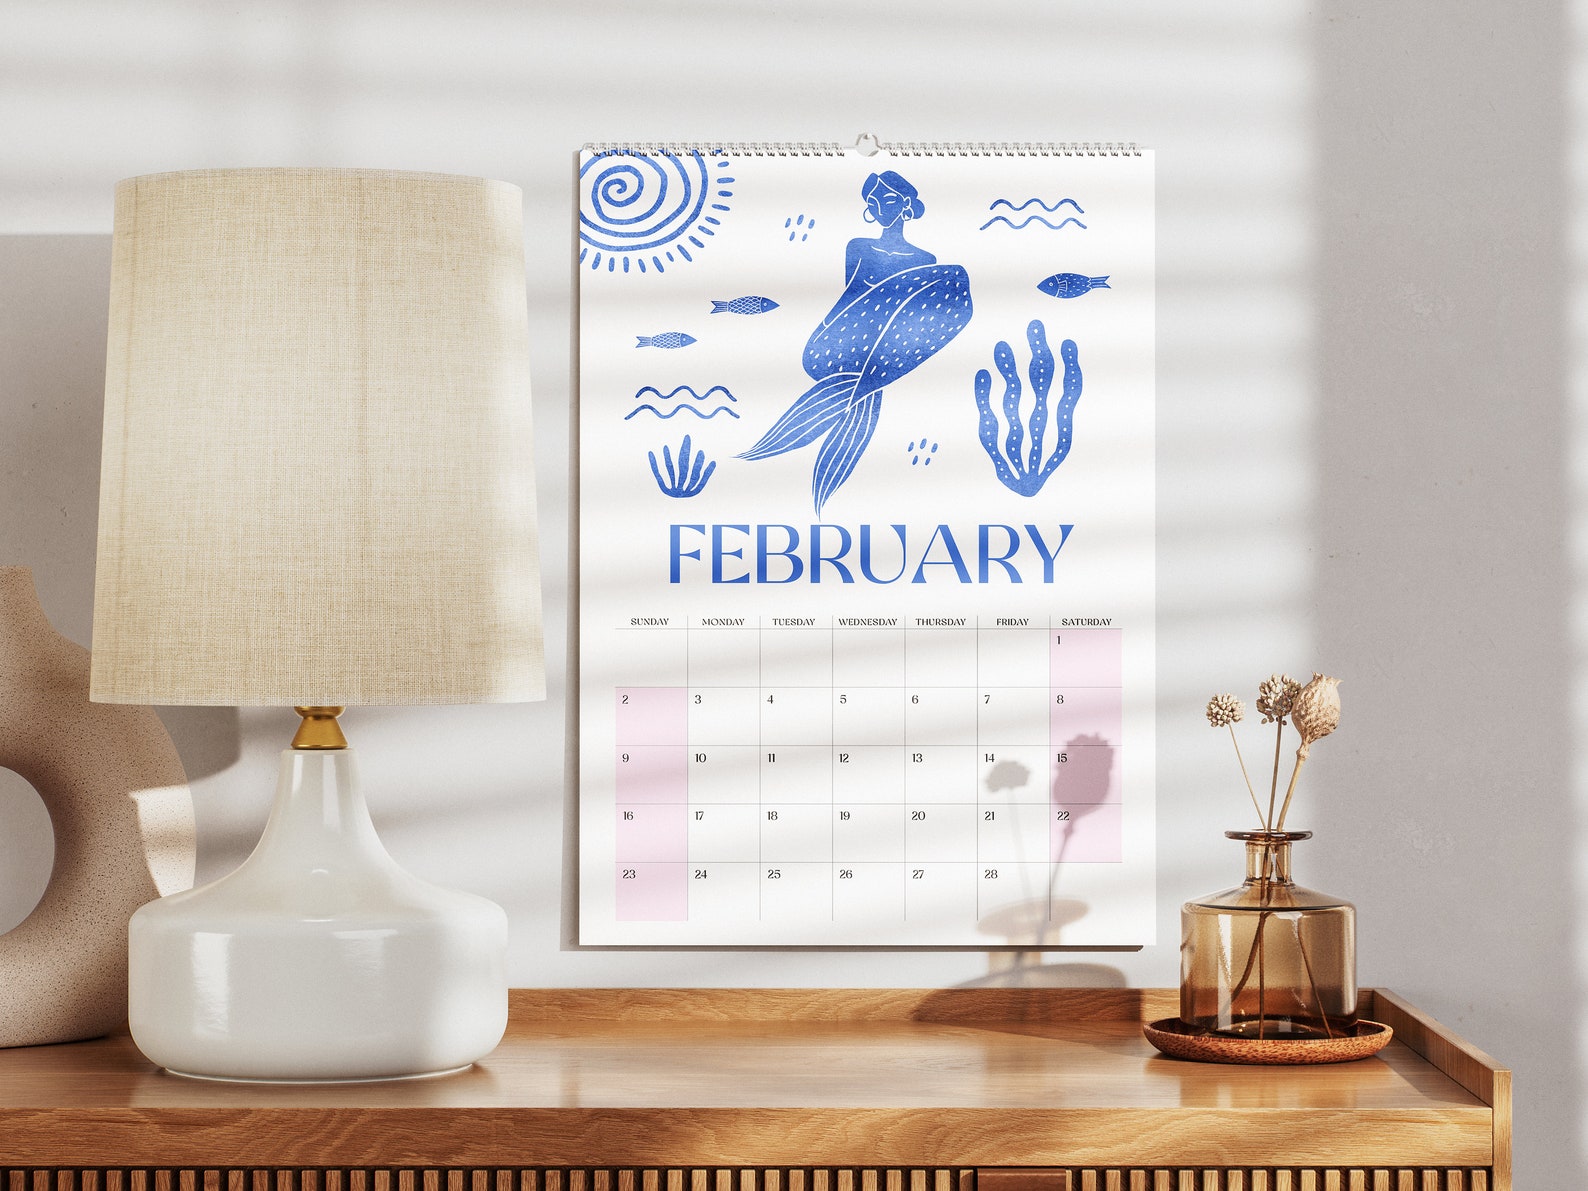 FEBRUARY
SUNDAY MONDAY TUESDAY WEDNESDAY THURSDAY FRIDAY SATURDAY
1
2 3 4 5 6 7 8
9 10 11 12 13 14 15
16 17 18 19 20 21 22
23 24 25 26 27 28